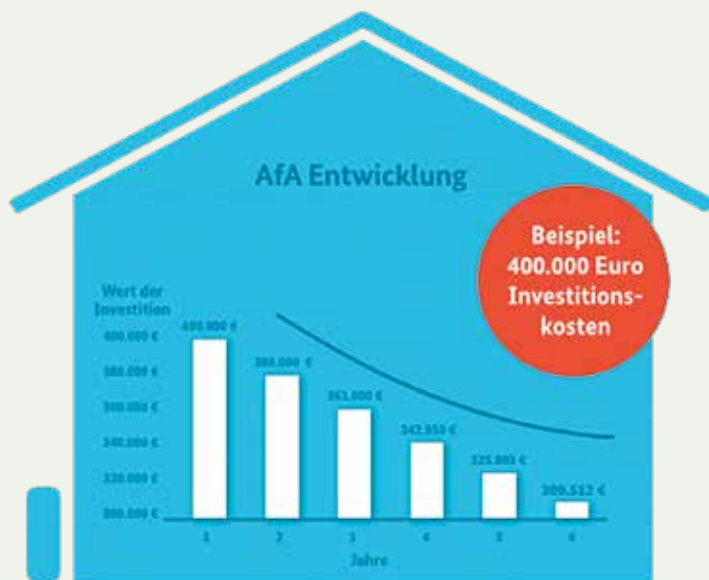 AfA Entwicklung
Beispiel:
400.000 Euro
Investitions-
kosten
Wert der
Investition
400.000 €
380.000 €
360.000 €
340.000 €
320.000 €
300.000 €
400.000 €
380.000 €
361.000 €
342.950 €
309.512 €
1
2
3
4
5
6
Jahre